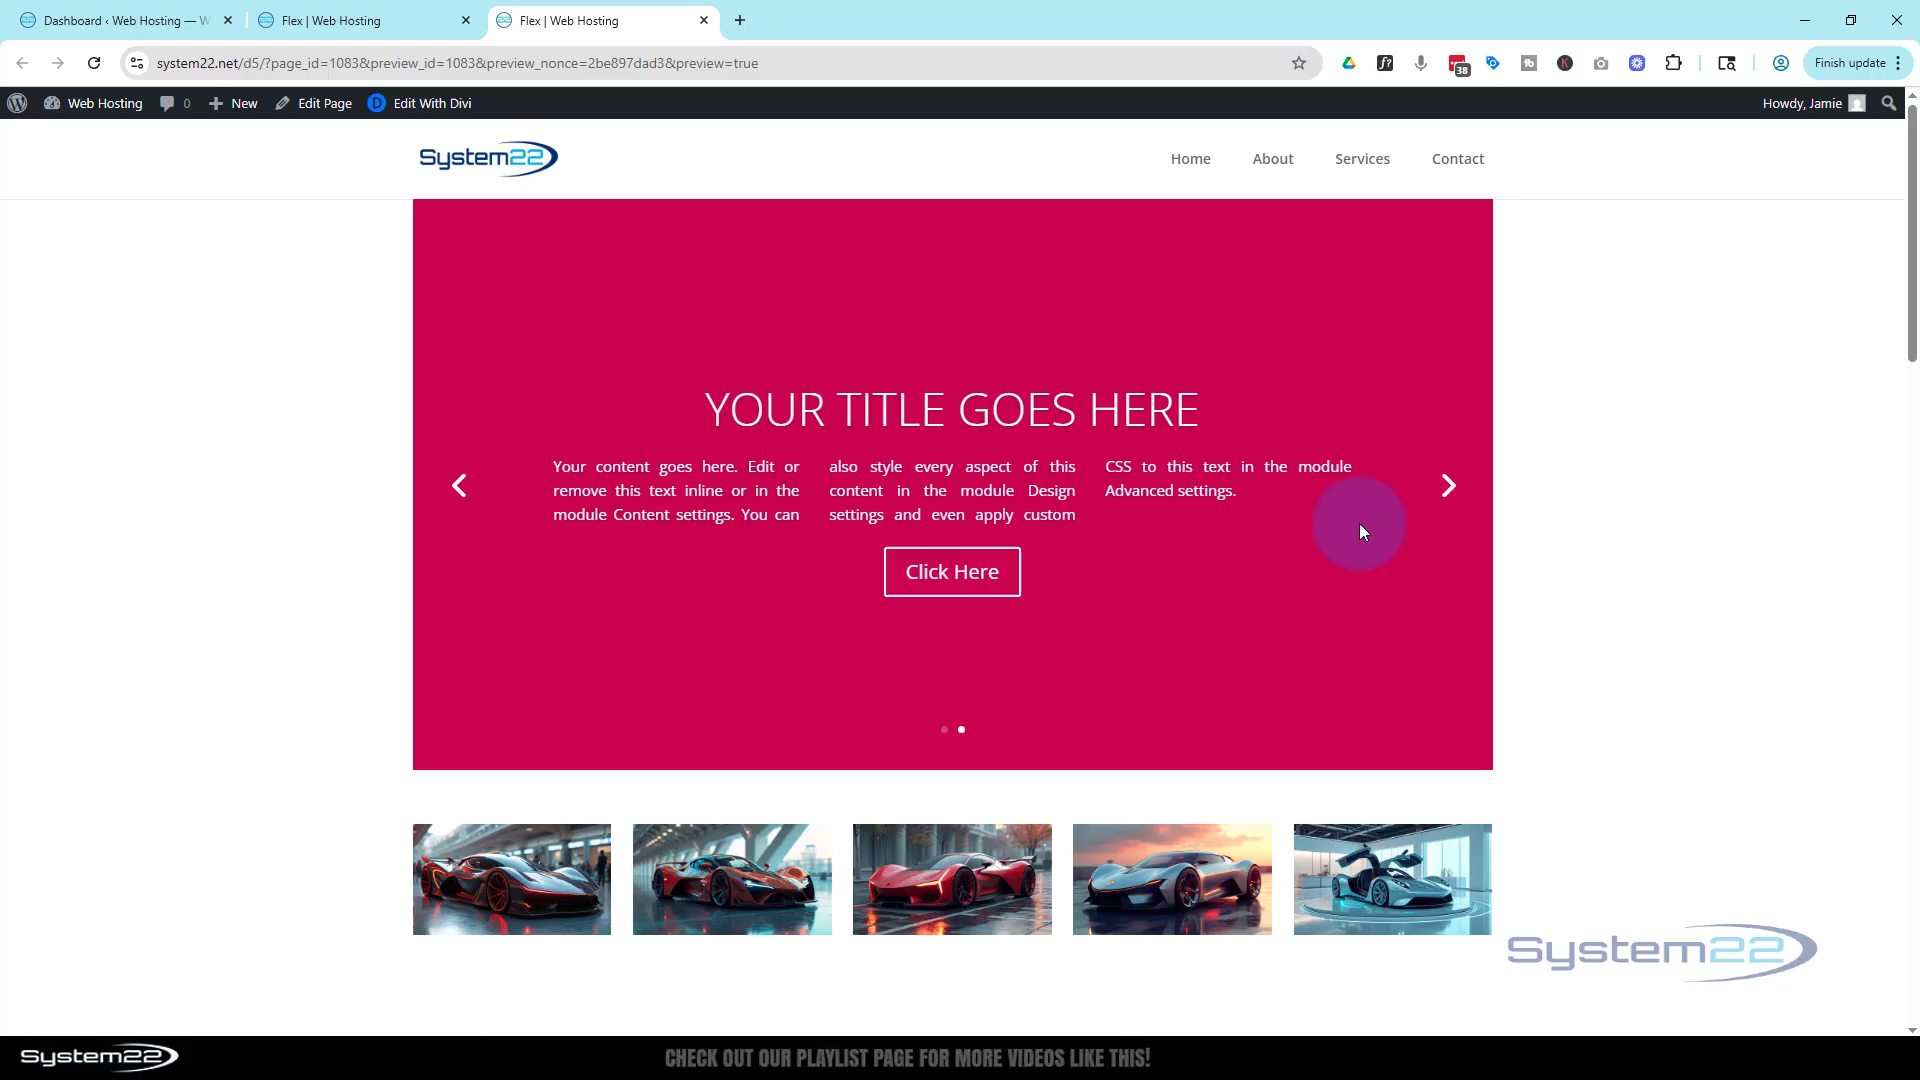 Dashboard ‹ Web Hosting — W
Flex | Web Hosting
Flex | Web Hosting
system22.net/d5/?page_id=1083&preview_id=1083&preview_nonce=2be897dad3&preview=true
f?
38
tb
K
Finish update
Web Hosting
0
New
Edit Page
D
Edit With Divi
Howdy, Jamie
System22
Home
About
Services
Contact
YOUR TITLE GOES HERE
Your content goes here. Edit or
remove this text inline or in the
module Content settings. You can
also style every aspect of this
content in the module Design
settings and even apply custom
CSS to this text in the module
Advanced settings.
Click Here
System22
System22
CHECK OUT OUR PLAYLIST PAGE FOR MORE VIDEOS LIKE THIS!